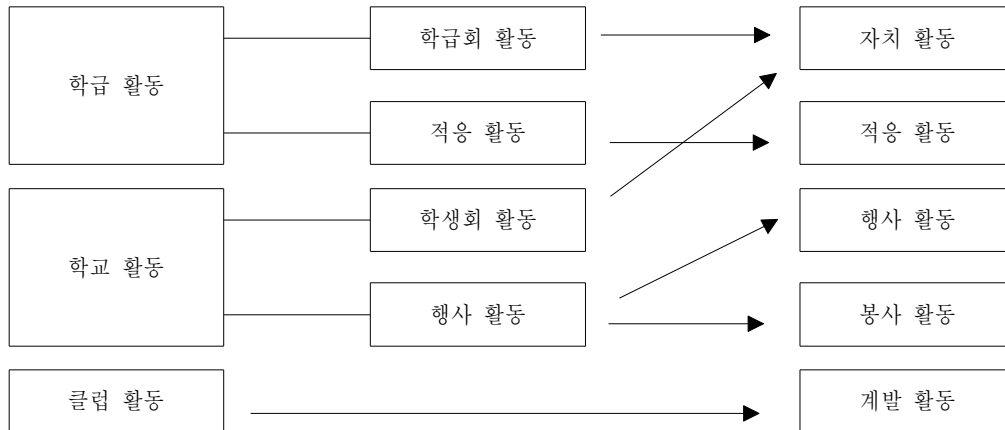 학급 활동
학급회 활동
자치 활동
적응 활동
적응 활동
학교 활동
학생회 활동
행사 활동
행사 활동
봉사 활동
클럽 활동
계발 활동